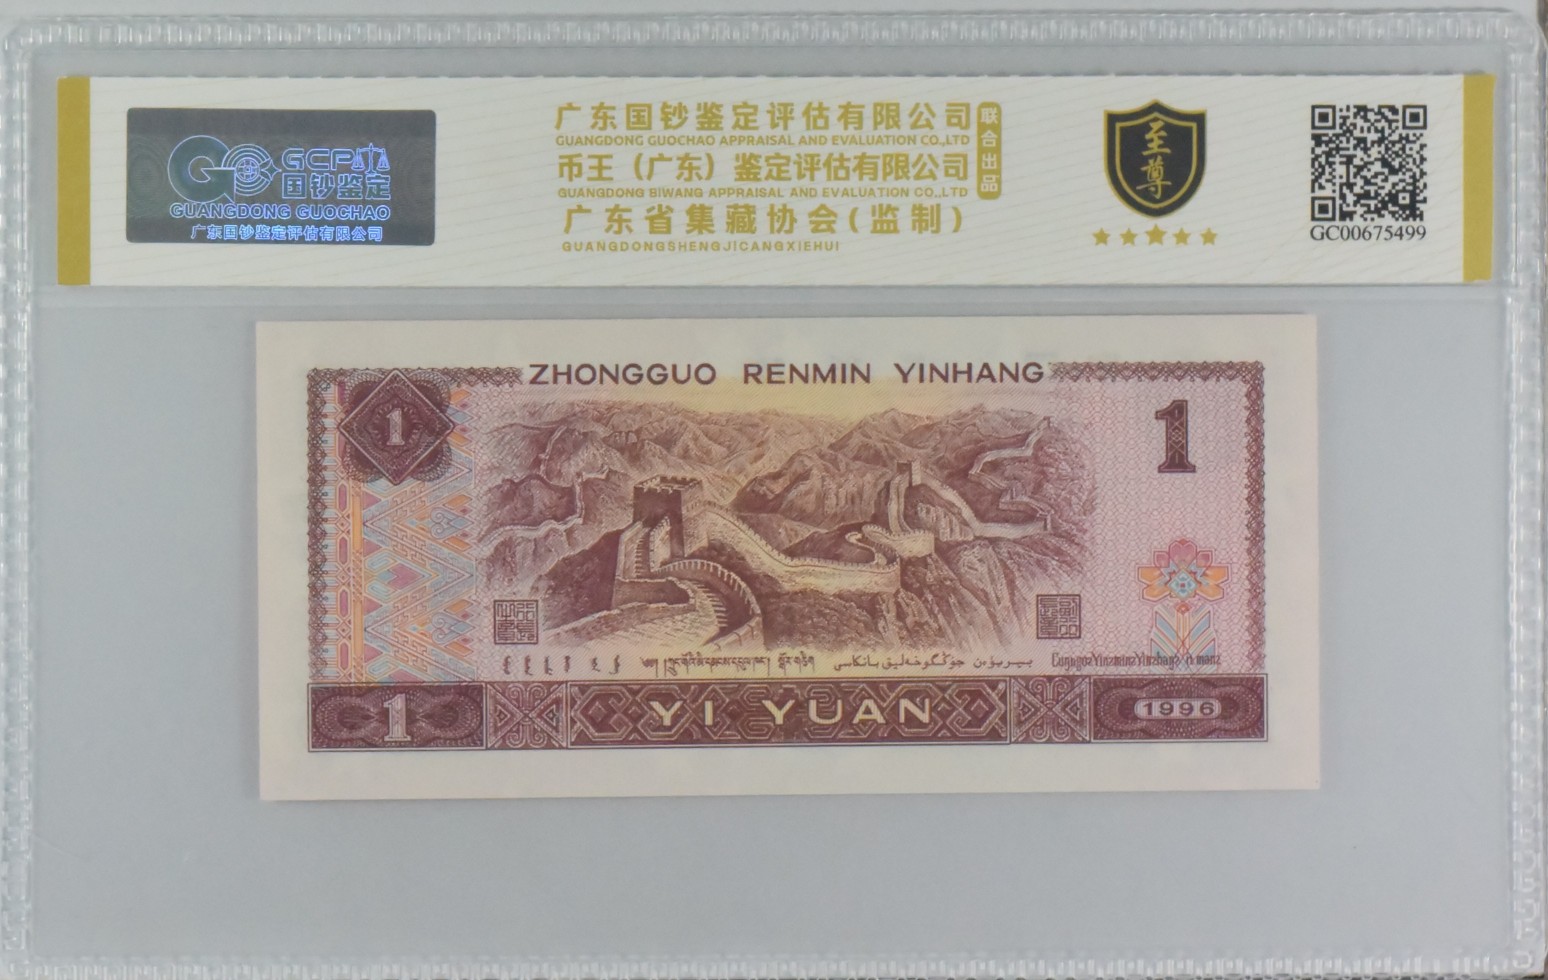 GCP
国钞鉴定
GUANGDONG GUOCHAO
广东国钞鉴定评估有限公司
广东国钞鉴定评估有限公司
GUANGDONG GUOCHAO APPRAISAL AND EVALUATION CO.,LTD
币王（广东）鉴定评估有限公司
GUANGDONG BIWANG APPRAISAL AND EVALUATION CO.,LTD
联合出品
广东省集藏协会(监制)
GUANGDONGSHENGJICANGXIEHUI
至尊
GC00675499
ZHONGGUO RENMIN YINHANG
1
1
1
YI YUAN
1996